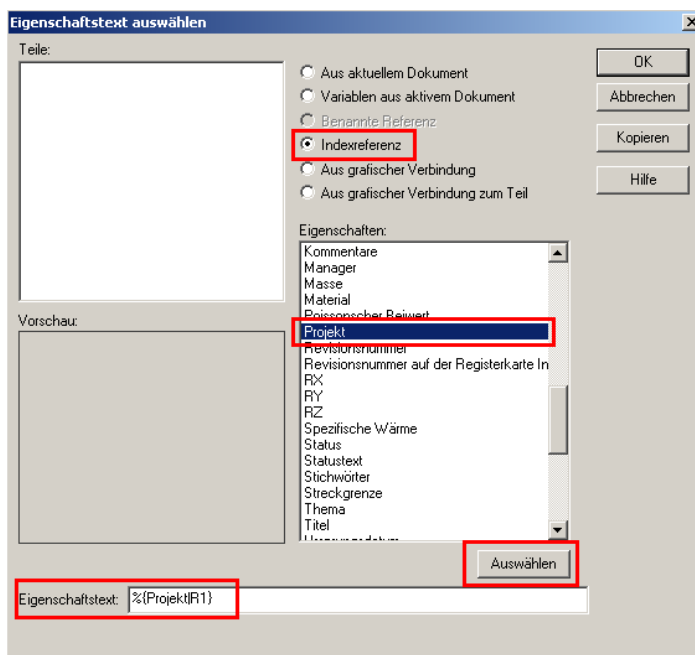 Eigenschaftstext auswählen
Teile:
Aus aktuellem Dokument
Variablen aus aktivem Dokument
Benannte Referenz
Indexreferenz
Aus grafischer Verbindung
Aus grafischer Verbindung zum Teil
OK
Abbrechen
Kopieren
Hilfe
Eigenschaften:
Kommentare
Manager
Masse
Material
Poissonscher Beiwert
Projekt
Revisionsnummer
Revisionsnummer auf der Registerkarte In
RX
RY
RZ
Spezifische Wärme
Status
Statustext
Stichwörter
Streckgrenze
Thema
Titel
Vorschau:
Auswählen
Eigenschaftstext: %{Projekt|R1}